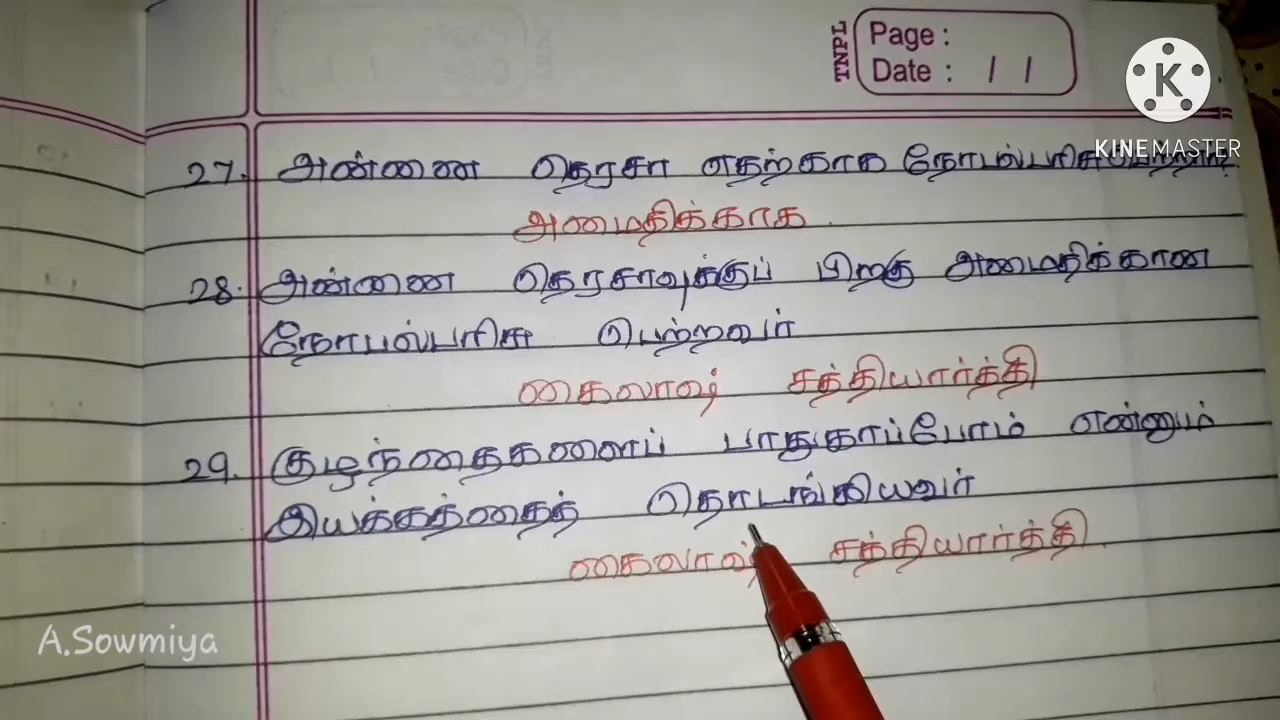 TNPL
Page :
Date : / /
K
KINEMASTER
27. அன்னை தெரசா எதற்காக நோபல்பரிசு பெற்றார்?
அமைதிக்காக.
28. அன்னை தெரசாவுக்குப் பிறகு அமைதிக்கான
நோபல்பரிசு பெற்றவர்
கைலாஷ் சத்தியார்த்தி
29. குழந்தைகளைப் பாதுகாப்போம் என்னும்
இயக்கத்தைத் தொடங்கியவர்
கைலாஷ் சத்தியார்த்தி.
A.Sowmiya